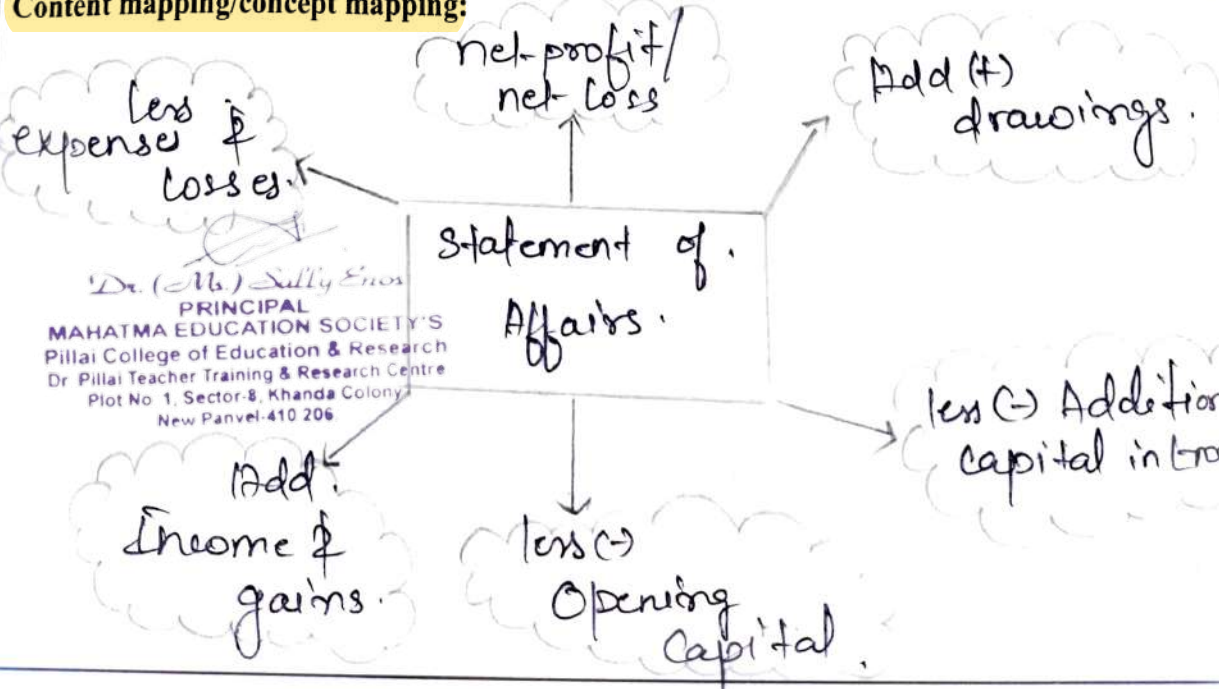 Content mapping/concept mapping:
net-profit/
net-loss
Add (+)
drawings.
less
expense &
losses.
Statement of.
Affairs.
Dr. (Ms.) Sally Enos
PRINCIPAL
MAHATMA EDUCATION SOCIETY'S
Pillai College of Education & Research
Dr Pillai Teacher Training & Research Centre
Plot No 1, Sector-8, Khanda Colony
New Panvel-410 206
less (-) Addition
capital intro
Add.
Income &
gains.
less (-)
Opening
Capital.